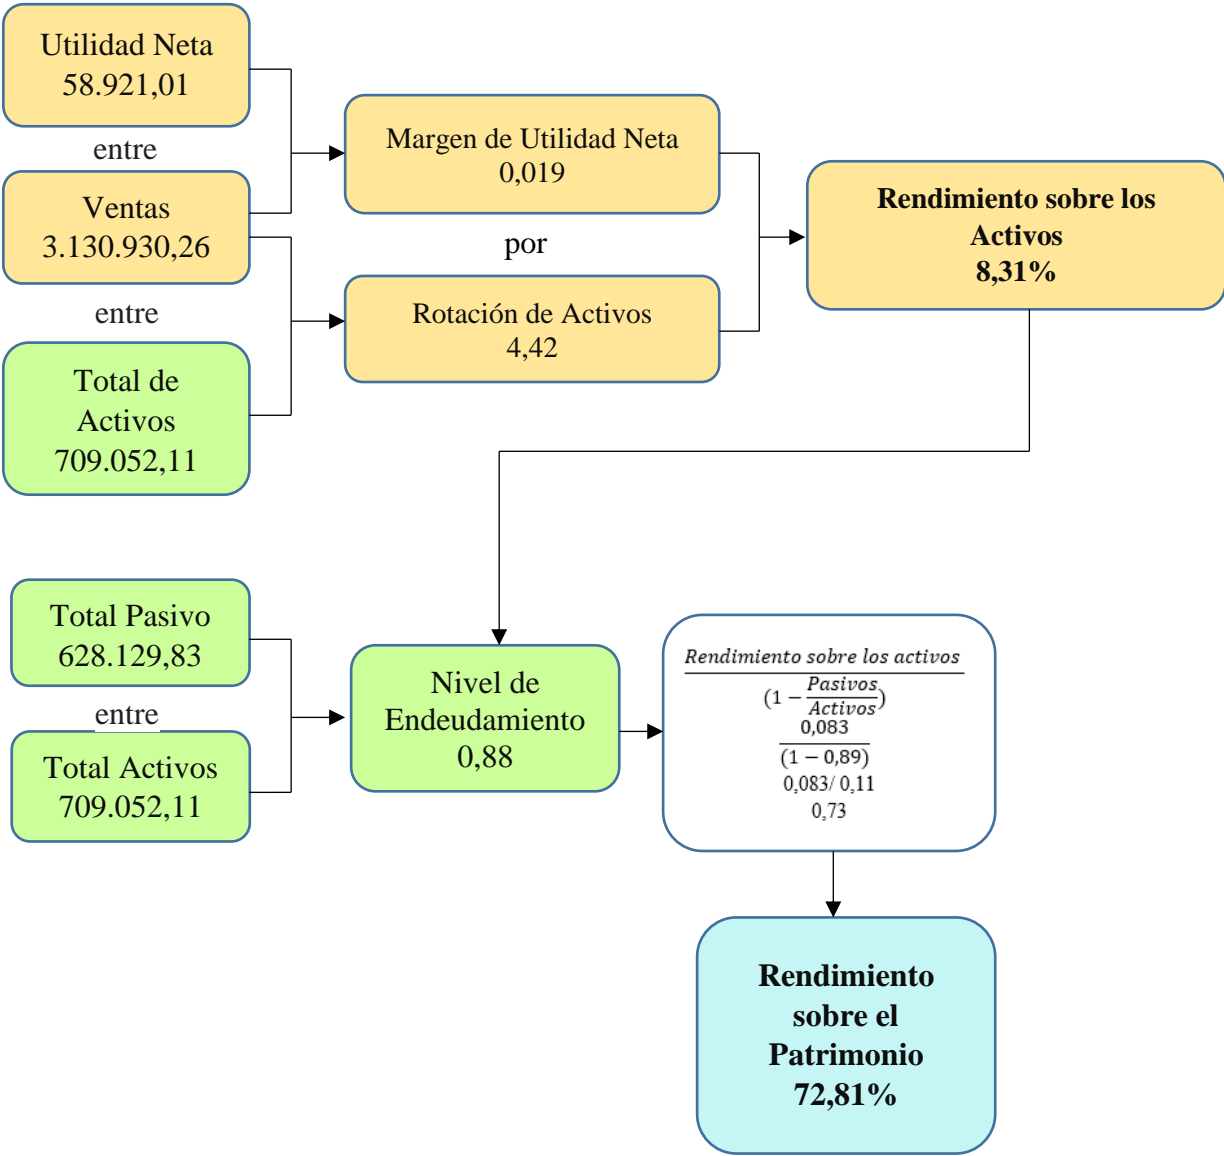 Utilidad Neta
58.921,01
entre
Ventas
3.130.930,26
entre
Total de
Activos
709.052,11
Margen de Utilidad Neta
0,019
por
Rotación de Activos
4,42
Rendimiento sobre los
Activos
8,31%
Total Pasivo
628.129,83
entre
Total Activos
709.052,11
Nivel de
Endeudamiento
0,88
Rendimiento sobre los activos
(1 − Pasivos/Activos)
0,083
(1 − 0,89)
0,083/ 0,11
0,73
Rendimiento
sobre el
Patrimonio
72,81%